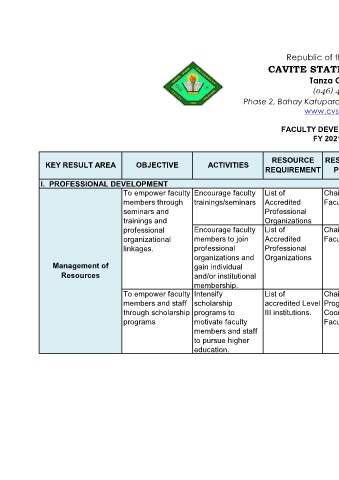 Republic of th
CAVITE STAT
Tanza C
(046) 4
Phase 2, Bahay Katuparo
www.cvs
FACULTY DEVE
FY 202
KEY RESULT AREA
OBJECTIVE
ACTIVITIES
RESOURCE
REQUIREMENT
RES
P
I. PROFESSIONAL DEVELOPMENT
Management of
Resources
To empower faculty
members through
seminars and
trainings and
professional
organizational
linkages.
Encourage faculty
trainings/seminars
List of
Accredited
Professional
Organizations
Chai
Facu
Encourage faculty
members to join
professional
organizations and
gain individual
and/or institutional
membership.
List of
Accredited
Professional
Organizations
Chai
Facu
To empower faculty
members and staff
through scholarship
programs
Intensify
scholarship
programs to
motivate faculty
members and staff
to pursue higher
education.
List of
accredited Level
III institutions.
Chai
Prog
Coor
Facu